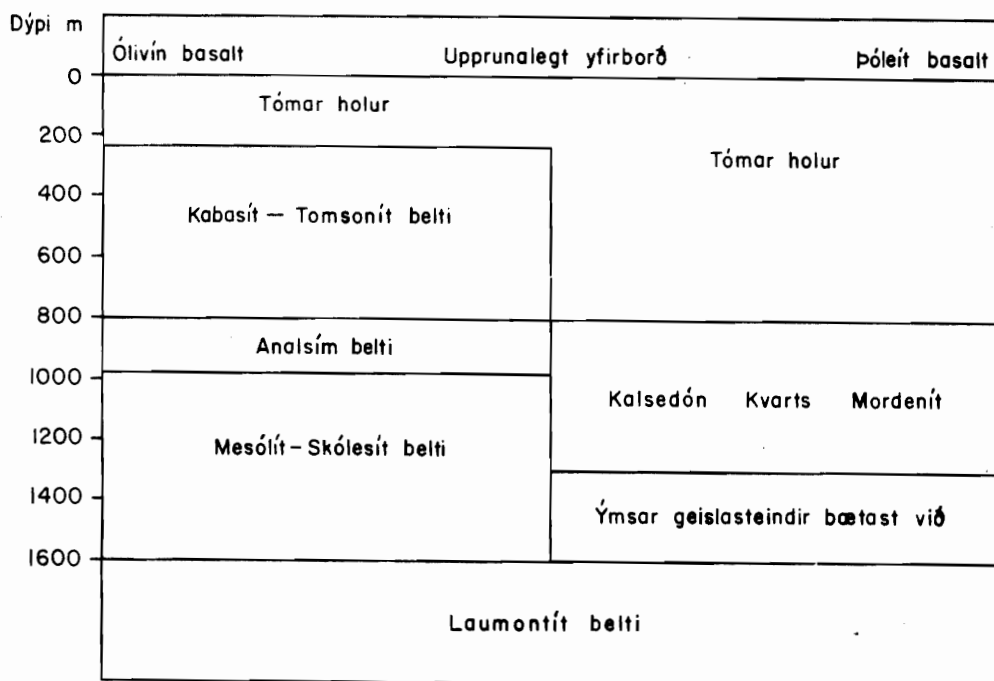 Dýpi m
Ólivín basalt Upprunalegt yfirborð Þóleít basalt
0
Tómar holur
200
Tómar holur
400
Kabasít – Tomsonít belti
600
800
Analsím belti
1000
Kalsedón Kvarts Mordenít
1200
Mesólít – Skólesít belti
1400
Ýmsar geislasteindir bætast við
1600
Laumontít belti